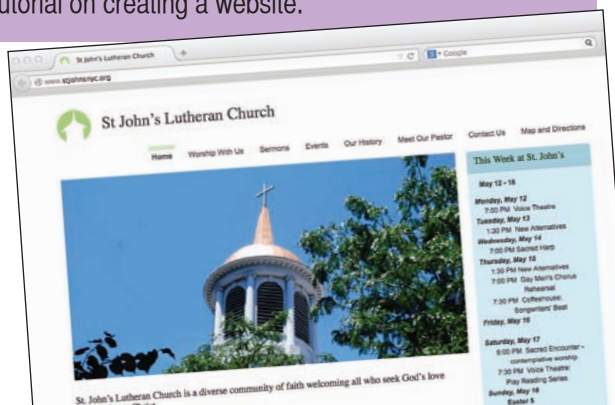 utorial on creating a website.
St John's Lutheran Church
Google
www.stjohnsnyc.org
St John's Lutheran Church
Home Worship With Us Sermons Events Our History Meet Our Pastor Contact Us Map and Directions
This Week at St. John's
May 12 - 18
Monday, May 12
7:00 PM Voice Theatre
Tuesday, May 13
1:30 PM New Alternatives
Wednesday, May 14
7:00 PM Sacred Harp
Thursday, May 15
1:30 PM New Alternatives
7:00 PM Gay Men's Chorus
Rehearsal
7:30 PM Coffeehouse:
Songwriters' Beat
Friday, May 16
Saturday, May 17
6:00 PM Sacred Encounter -
contemplative worship
7:30 PM Voice Theatre:
Play Reading Series
Sunday, May 18
Easter 5
St. John's Lutheran Church is a diverse community of faith welcoming all who seek God's love